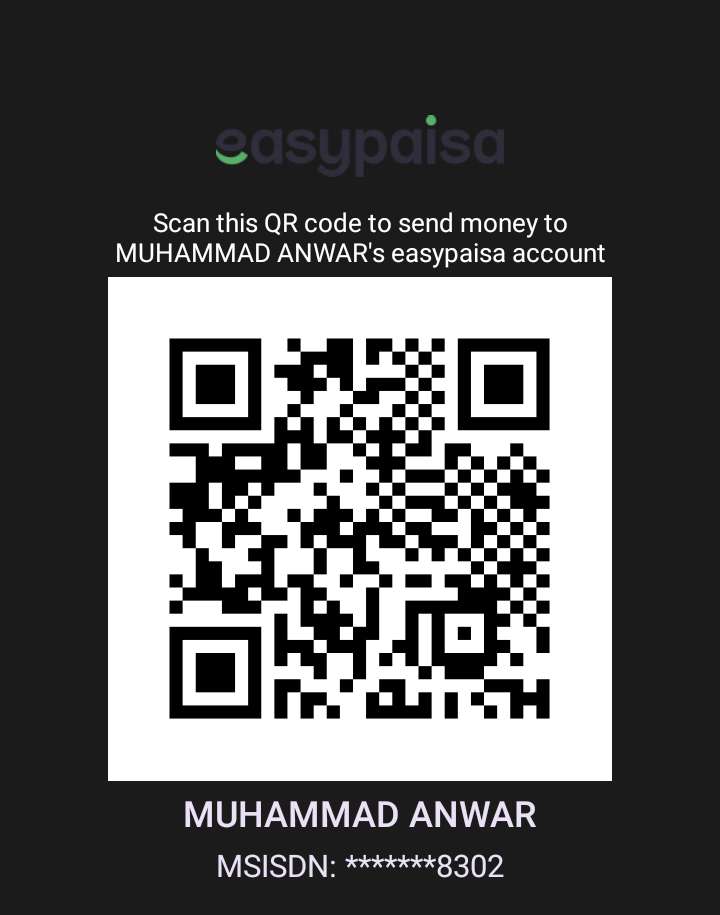 easypaisa
Scan this QR code to send money to
MUHAMMAD ANWAR's easypaisa account
MUHAMMAD ANWAR
MSISDN: *******8302